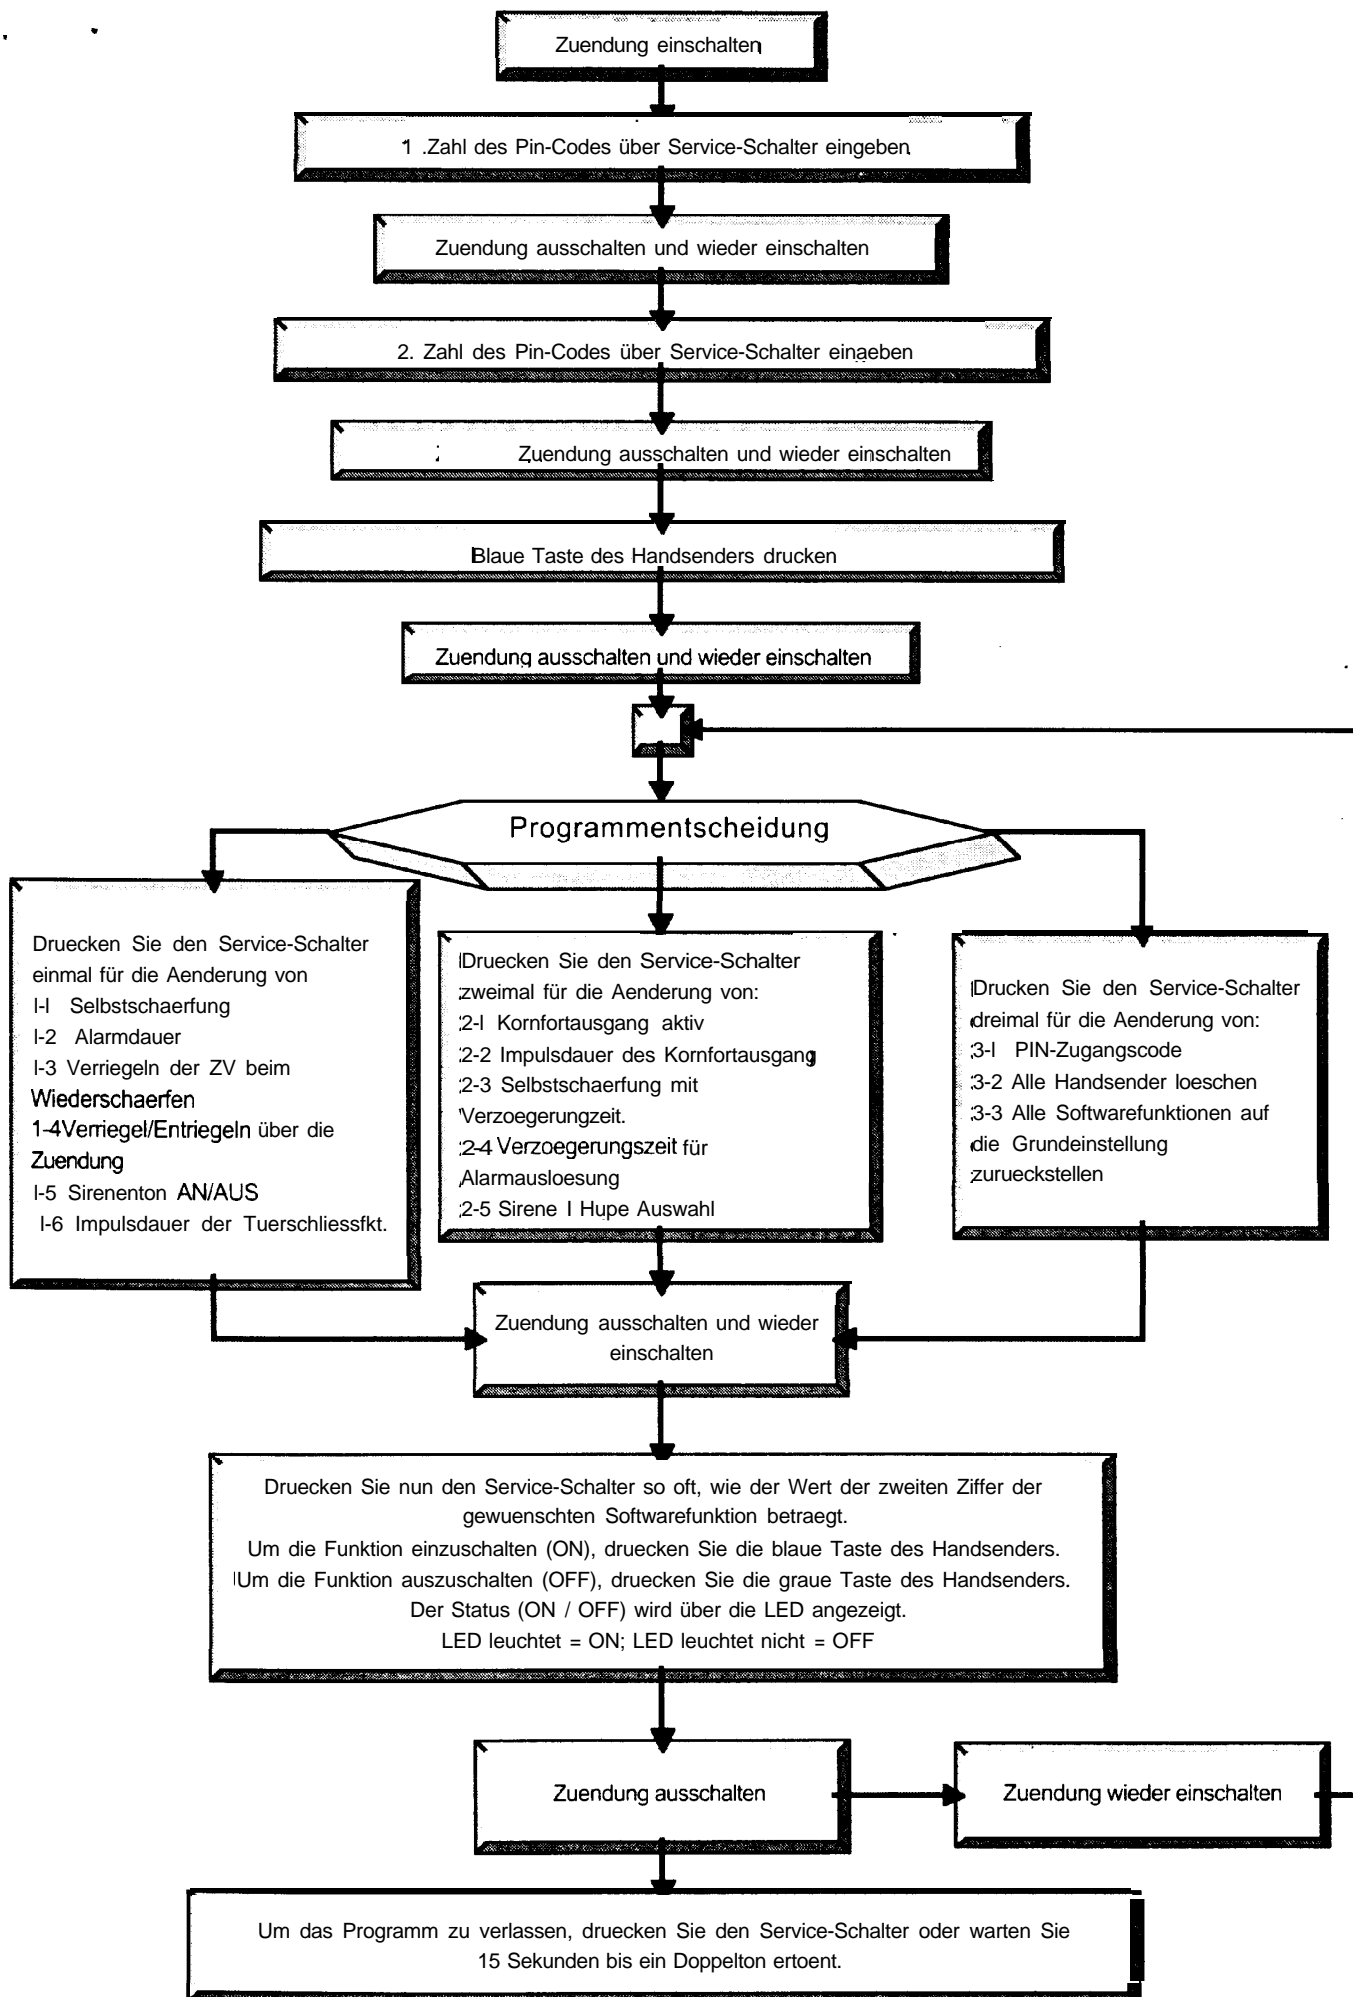 Zuendung einschalten
1 .Zahl des Pin-Codes über Service-Schalter eingeben
Zuendung ausschalten und wieder einschalten
2. Zahl des Pin-Codes über Service-Schalter einaeben
Zuendung ausschalten und wieder einschalten
Blaue Taste des Handsenders drucken
Zuendung ausschalten und wieder einschalten
Programmentscheidung
Druecken Sie den Service-Schalter
einmal für die Aenderung von
I-I Selbstschaerfung
I-2 Alarmdauer
I-3 Verriegeln der ZV beim
Wiederschaerfen
1-4Verriegel/Entriegeln über die
Zuendung
I-5 Sirenenton AN/AUS
I-6 Impulsdauer der Tuerschliessfkt.
Druecken Sie den Service-Schalter
zweimal für die Aenderung von:
2-I Kornfortausgang aktiv
2-2 Impulsdauer des Kornfortausgang
2-3 Selbstschaerfung mit
Verzoegerungzeit.
2-4 Verzoegerungszeit für
Alarmausloesung
2-5 Sirene I Hupe Auswahl
Drucken Sie den Service-Schalter
dreimal für die Aenderung von:
3-I PIN-Zugangscode
3-2 Alle Handsender loeschen
3-3 Alle Softwarefunktionen auf
die Grundeinstellung
zurueckstellen
Zuendung ausschalten und wieder
einschalten
Druecken Sie nun den Service-Schalter so oft, wie der Wert der zweiten Ziffer der
gewuenschten Softwarefunktion betraegt.
Um die Funktion einzuschalten (ON), druecken Sie die blaue Taste des Handsenders.
Um die Funktion auszuschalten (OFF), druecken Sie die graue Taste des Handsenders.
Der Status (ON / OFF) wird über die LED angezeigt.
LED leuchtet = ON; LED leuchtet nicht = OFF
Zuendung ausschalten
Zuendung wieder einschalten
Um das Programm zu verlassen, druecken Sie den Service-Schalter oder warten Sie
15 Sekunden bis ein Doppelton ertoent.